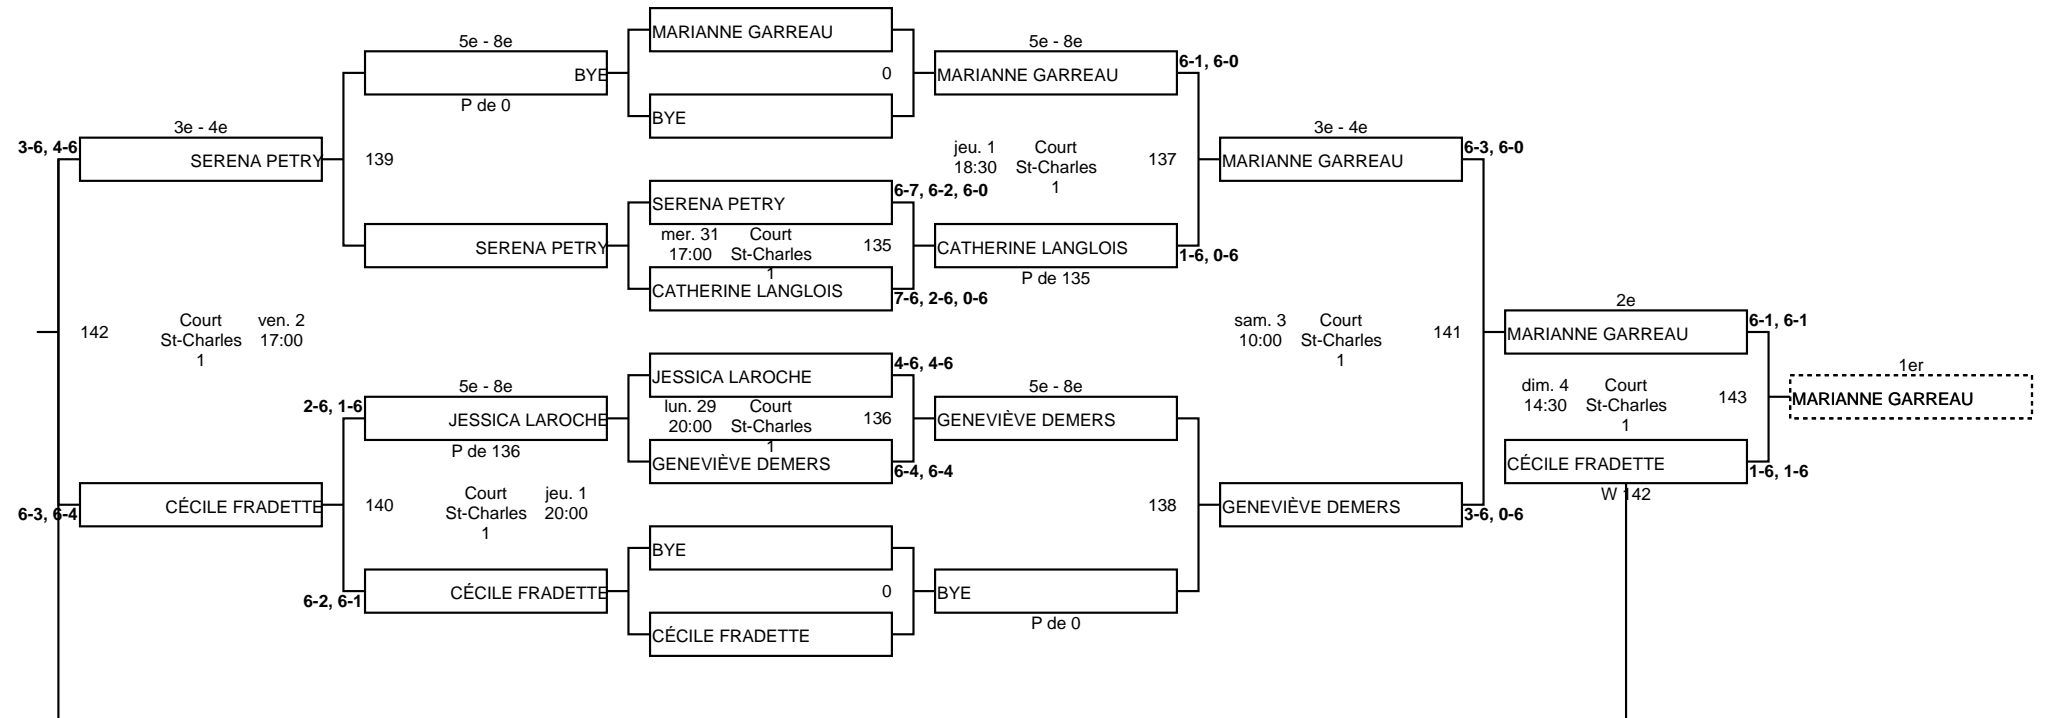 MARIANNE GARREAU
5e - 8e
5e - 8e
6-1, 6-0
BYE
0
MARIANNE GARREAU
P de 0
BYE
3e - 4e
3e - 4e
3-6, 4-6
6-3, 6-0
SERENA PETRY
139
jeu. 1
18:30
Court
St-Charles
1
137
MARIANNE GARREAU
SERENA PETRY
6-7, 6-2, 6-0
SERENA PETRY
mer. 31
17:00
Court
St-Charles
1
135
CATHERINE LANGLOIS
1-6, 0-6
P de 135
CATHERINE LANGLOIS
7-6, 2-6, 0-6
142
Court
St-Charles
1
ven. 2
17:00
sam. 3
10:00
Court
St-Charles
1
141
2e
MARIANNE GARREAU
6-1, 6-1
JESSICA LAROCHE
4-6, 4-6
1er
5e - 8e
5e - 8e
2-6, 1-6
JESSICA LAROCHE
P de 136
lun. 29
20:00
Court
St-Charles
1
136
GENEVIÈVE DEMERS
dim. 4
14:30
Court
St-Charles
1
143
MARIANNE GARREAU
GENEVIÈVE DEMERS
6-4, 6-4
CÉCILE FRADETTE
1-6, 1-6
W 142
CÉCILE FRADETTE
6-3, 6-4
140
Court
St-Charles
1
jeu. 1
20:00
138
GENEVIÈVE DEMERS
3-6, 0-6
BYE
CÉCILE FRADETTE
6-2, 6-1
0
BYE
P de 0
CÉCILE FRADETTE